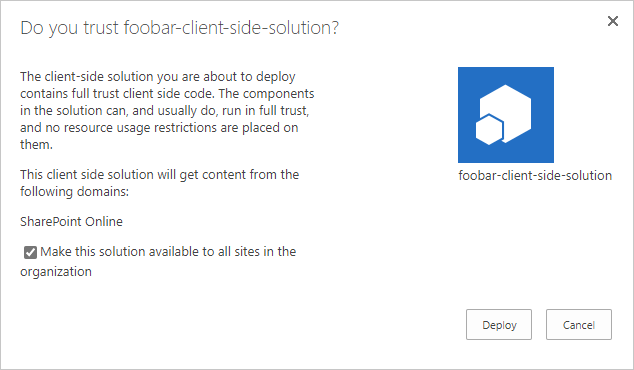 Do you trust foobar-client-side-solution?
The client-side solution you are about to deploy
contains full trust client side code. The components
in the solution can, and usually do, run in full trust,
and no resource usage restrictions are placed on
them.
This client side solution will get content from the
following domains:
SharePoint Online
Make this solution available to all sites in the
organization
foobar-client-side-solution
Deploy
Cancel